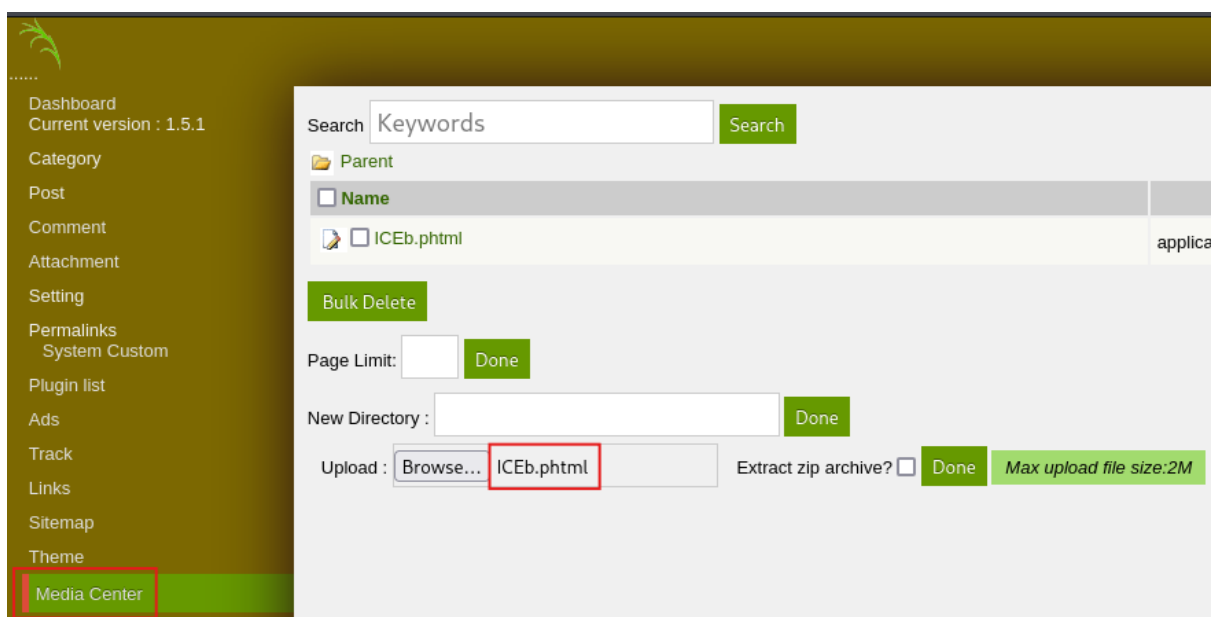 ......
Dashboard
Current version : 1.5.1
Category
Post
Comment
Attachment
Setting
Permalinks
System Custom
Plugin list
Ads
Track
Links
Sitemap
Theme
Media Center
Search Keywords Search
Parent
Name
ICEb.phtml applica
Bulk Delete
Page Limit: Done
New Directory : Done
Upload : Browse... ICEb.phtml Extract zip archive? Done Max upload file size:2M